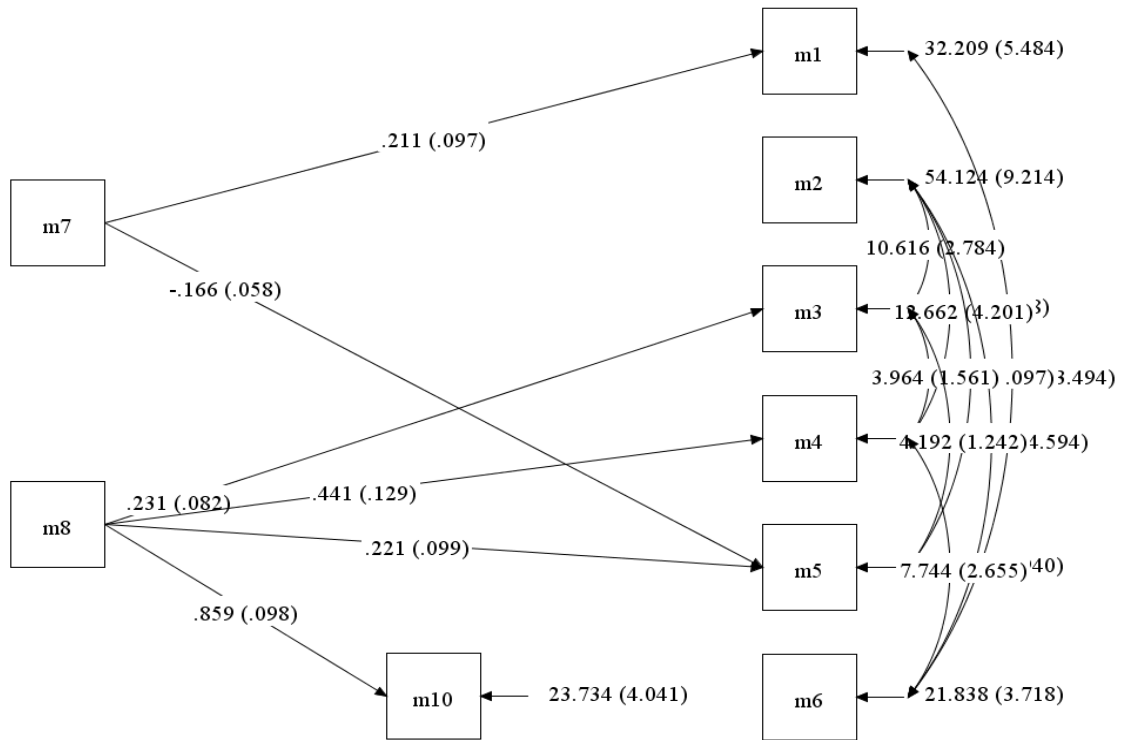 m1
32.209 (5.484)
.211 (.097)
m2
54.124 (9.214)
m7
10.616 (2.784)
-.166 (.058)
m3
(4.201)
3.964 (1.561)
.097)
3.494)
m4
4.192 (1.242)
4.594)
.231 (.082)
.441 (.129)
m8
.221 (.099)
m5
7.744 (2.655)
40)
.859 (.098)
m10
23.734 (4.041)
m6
21.838 (3.718)